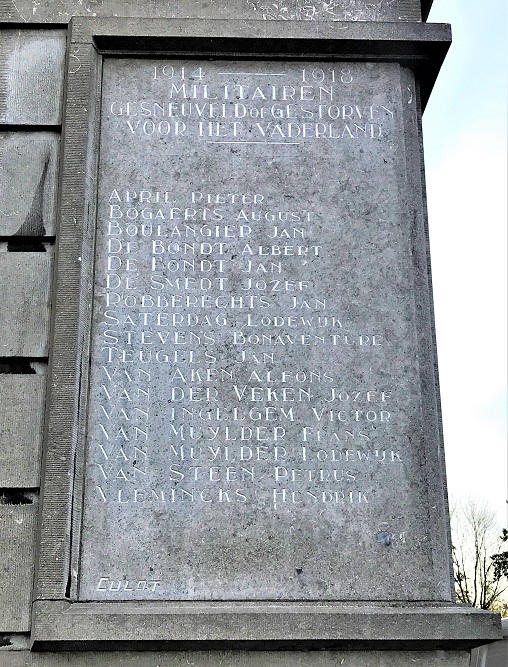 1914 — 1918
MILITAIREN
GESNEUVELD OF GESTORVEN
VOOR HET VADERLAND
APRIL PIETER
BOGAERTS AUGUST
BOULANGIER JAN
DE BONDT ALBERT
DE FONDT JAN
DE SMEDT JOZEF
ROBBERECHTS JAN
SATERDAG LODEWIJK
STEVENS BONAVENTURE
TEUGELS JAN
VAN AKEN ALFONS
VAN DER VEKEN JOZEF
VAN INGELGEM VICTOR
VAN MUYLDER FRANS
VAN MUYLDER LODEWYK
VAN STEEN PETRUS
VLEMINCKS HENDRIK
CULOT